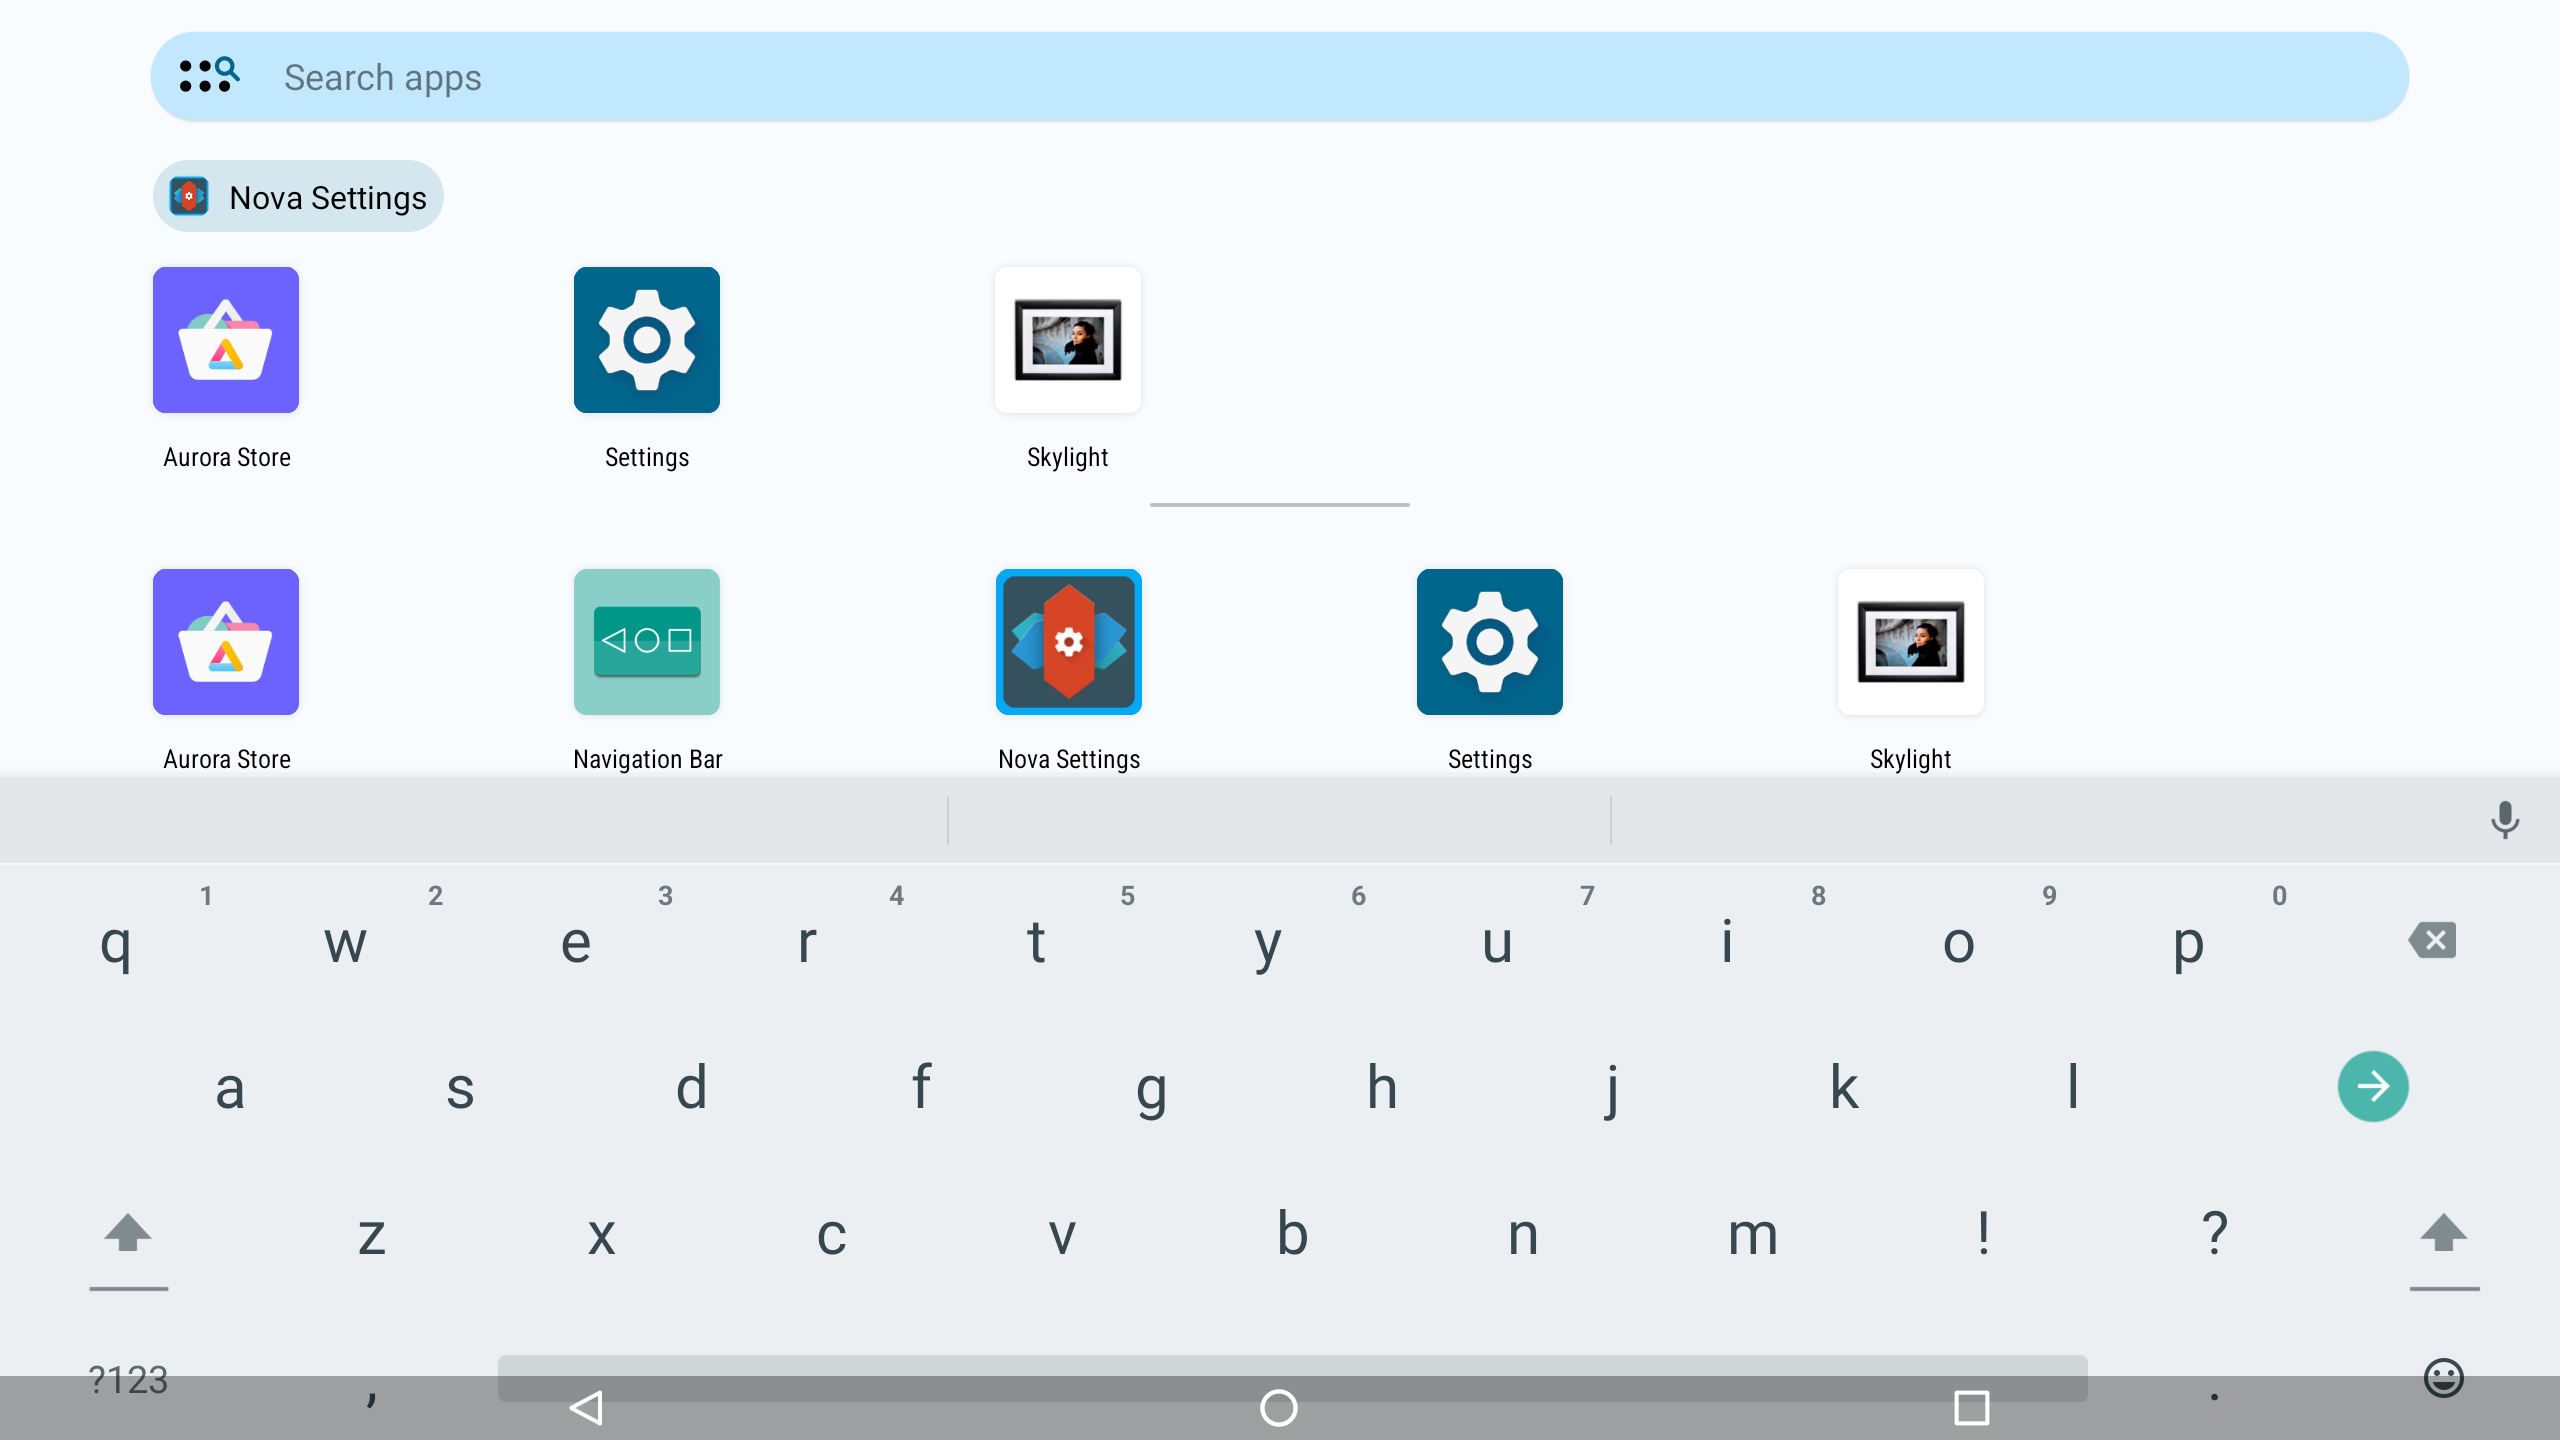 Search apps
Nova Settings
Aurora Store Settings Skylight
Aurora Store Navigation Bar Nova Settings Settings Skylight
1 2 3 4 5 6 7 8 9 0
q w e r t y u i o p
a s d f g h j k l
z x c v b n m ! ?
?123 , .